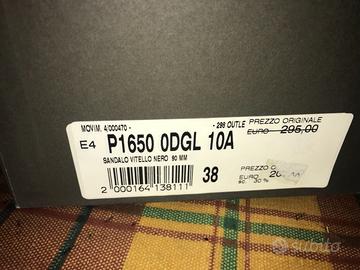 MOVIM. 4/000470 - - 298 OUTLE
PREZZO ORIGINALE
EURO 295,00
E4 P1650 0DGL 10A
SANDALO VITELLO NERO 90 MM
PREZZO
EURO
SC. 30 %
38
2 000164 138111
subito